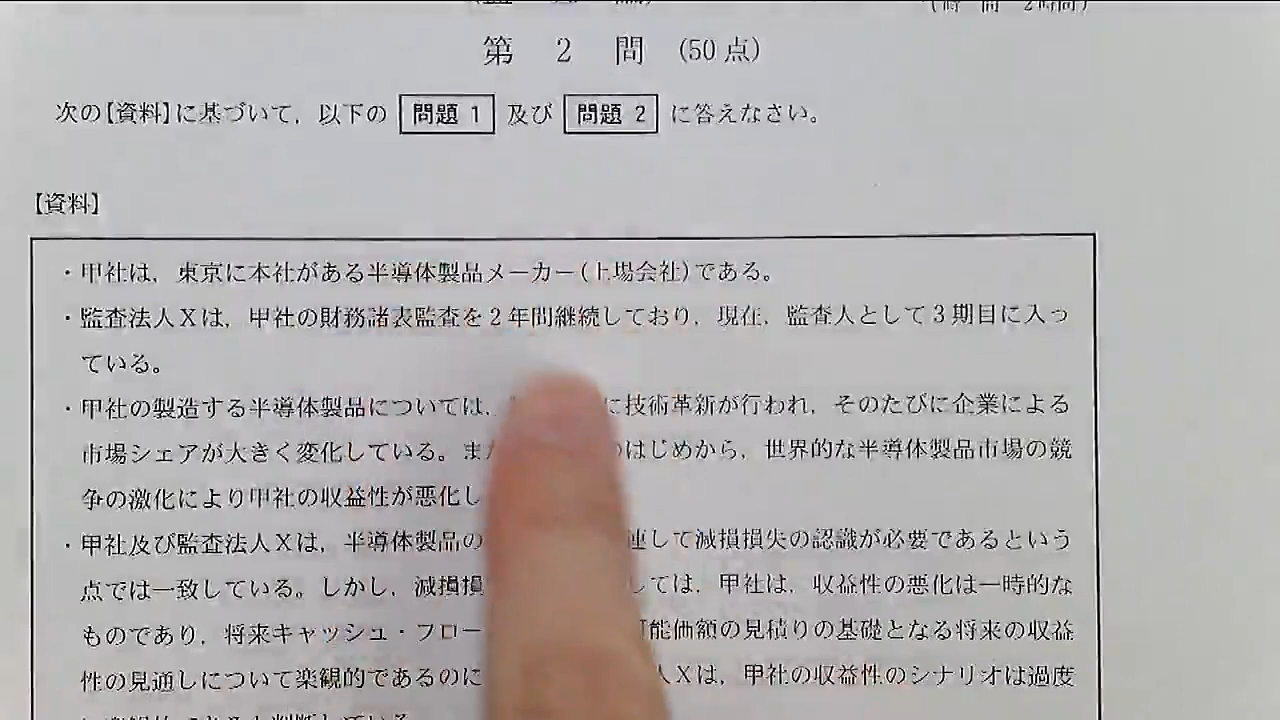 第 2 問 (50点)
次の【資料】に基づいて，以下の 問題 1 及び 問題 2 に答えなさい。
【資料】
・甲社は，東京に本社がある半導体製品メーカー(上場会社)である。
・監査法人Xは，甲社の財務諸表監査を2年間継続しており，現在，監査人として3期目に入っ
ている。
・甲社の製造する半導体製品については， に技術革新が行われ，そのたびに企業による
市場シェアが大きく変化している。また はじめから，世界的な半導体製品市場の競
争の激化により甲社の収益性が悪化し
・甲社及び監査法人Xは，半導体製品の して減損損失の認識が必要であるという
点では一致している。しかし，減損損 しては，甲社は，収益性の悪化は一時的な
ものであり，将来キャッシュ・フロー 能価額の見積りの基礎となる将来の収益
性の見通しについて楽観的であるのに 人Xは，甲社の収益性のシナリオは過度